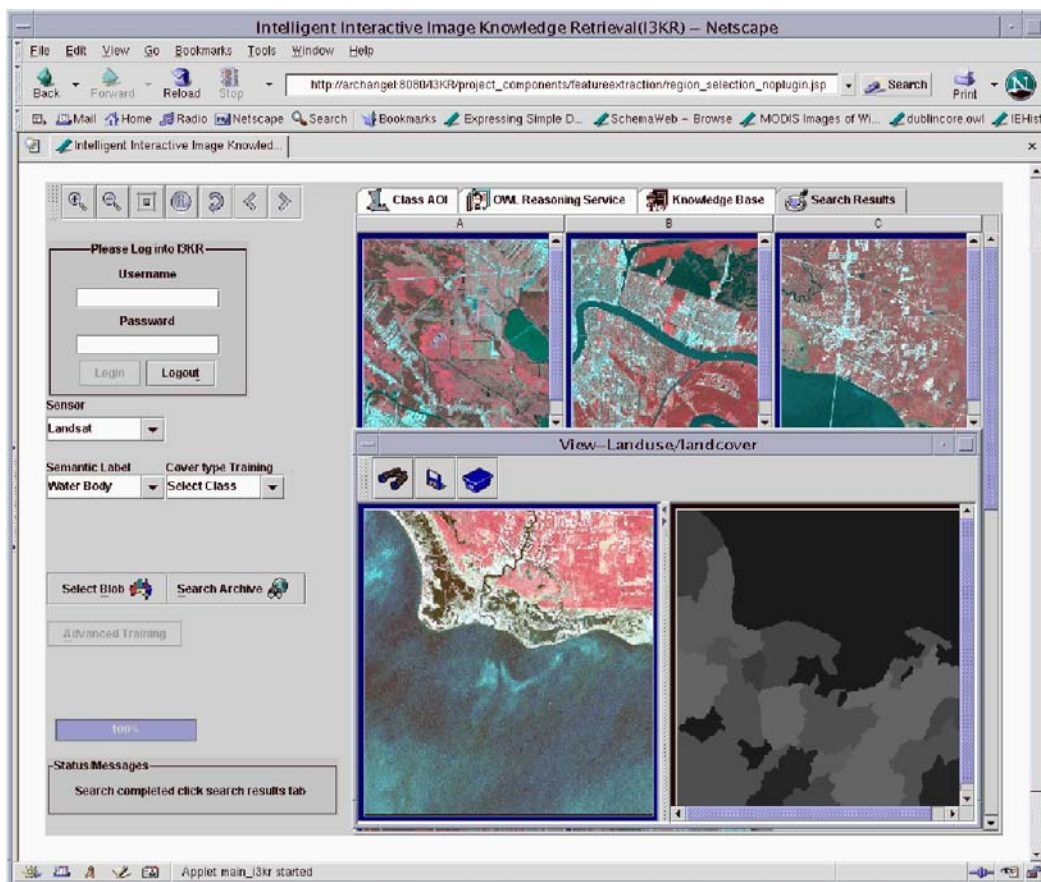 Intelligent Interactive Image Knowledge Retrieval(I3KR) – Netscape
File Edit View Go Bookmarks Tools Window Help
Back Forward Reload Stop http://archangel:8080/I3KR/project_components/featureextraction/region_selection_noplugin.jsp Search Print N
Mail Home Radio Netscape Search Bookmarks Expressing Simple D... SchemaWeb – Browse MODIS Images of Wi... dublincore.owl IEHist
Intelligent Interactive Image Knowled...
Class AOI OWL Reasoning Service Knowledge Base Search Results
A B C
Please Log into I3KR
Username
Password
Login Logout
Sensor
Landsat
View–Landuse/landcover
Semantic Label Cover type Training
Water Body Select Class
Select Blob Search Archive
Advanced Training
100%
Status/Messages
Search completed click search results tab
Applet main_i3kr started